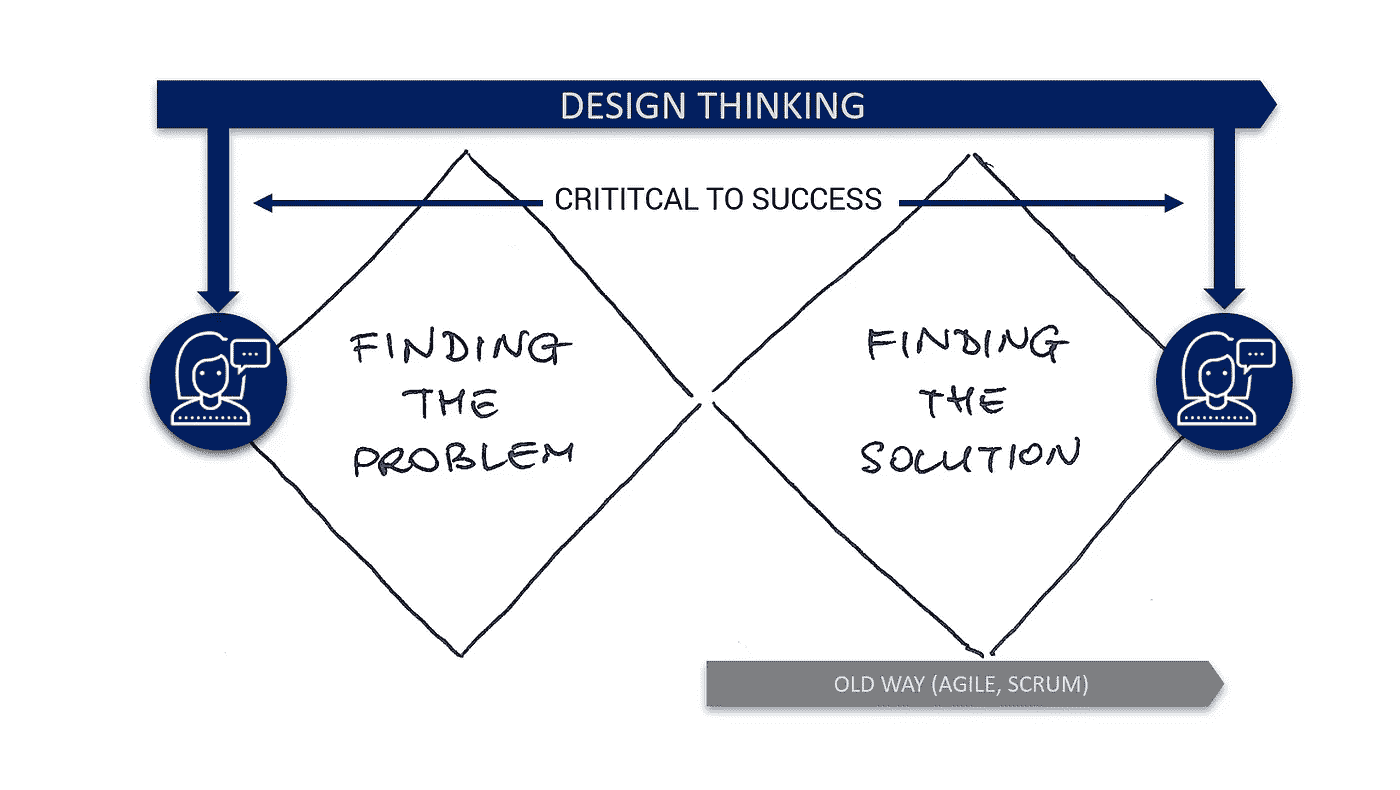 DESIGN THINKING
CRITITCAL TO SUCCESS
FINDING
THE
PROBLEM
FINDING
THE
SOLUTION
OLD WAY (AGILE, SCRUM)